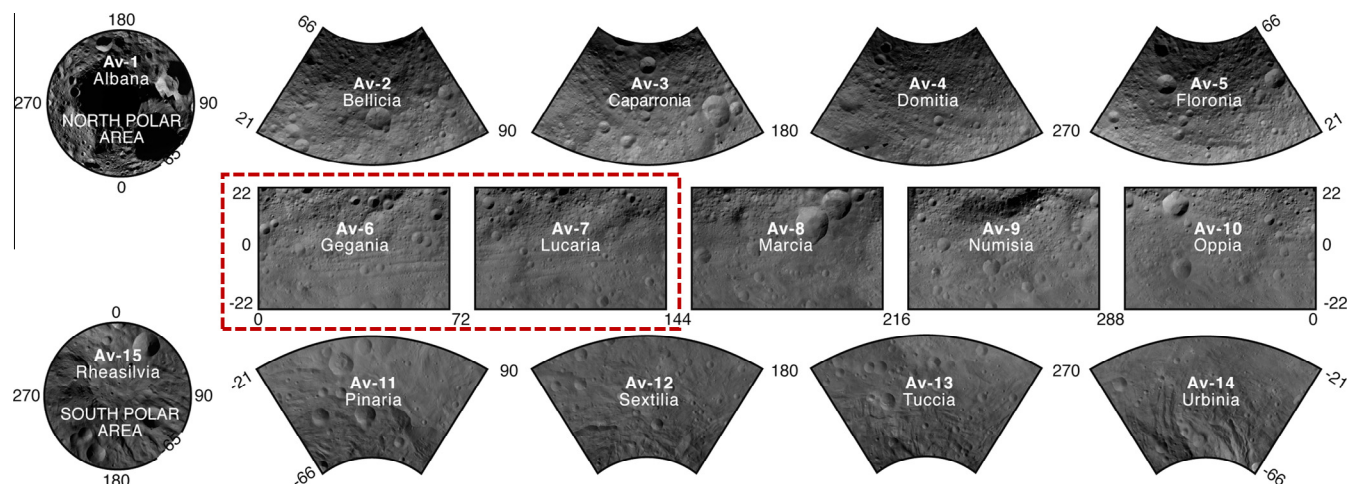 180
Av-1
Albana
270
90
NORTH POLAR
AREA
65
0
66
Av-2
Bellicia
21
90
Av-3
Caparronia
180
Av-4
Domitia
270
66
Av-5
Floronia
21
22
0
-22
Av-6
Gegania
0
72
Av-7
Lucaria
144
Av-8
Marcia
216
Av-9
Numisia
288
Av-10
Oppia
22
0
-22
0
0
Av-15
Rheasilvia
270
90
SOUTH POLAR
AREA
-65
180
-21
Av-11
Pinaria
-66
90
Av-12
Sextilia
180
Av-13
Tuccia
270
Av-14
Urbinia
-21
-66